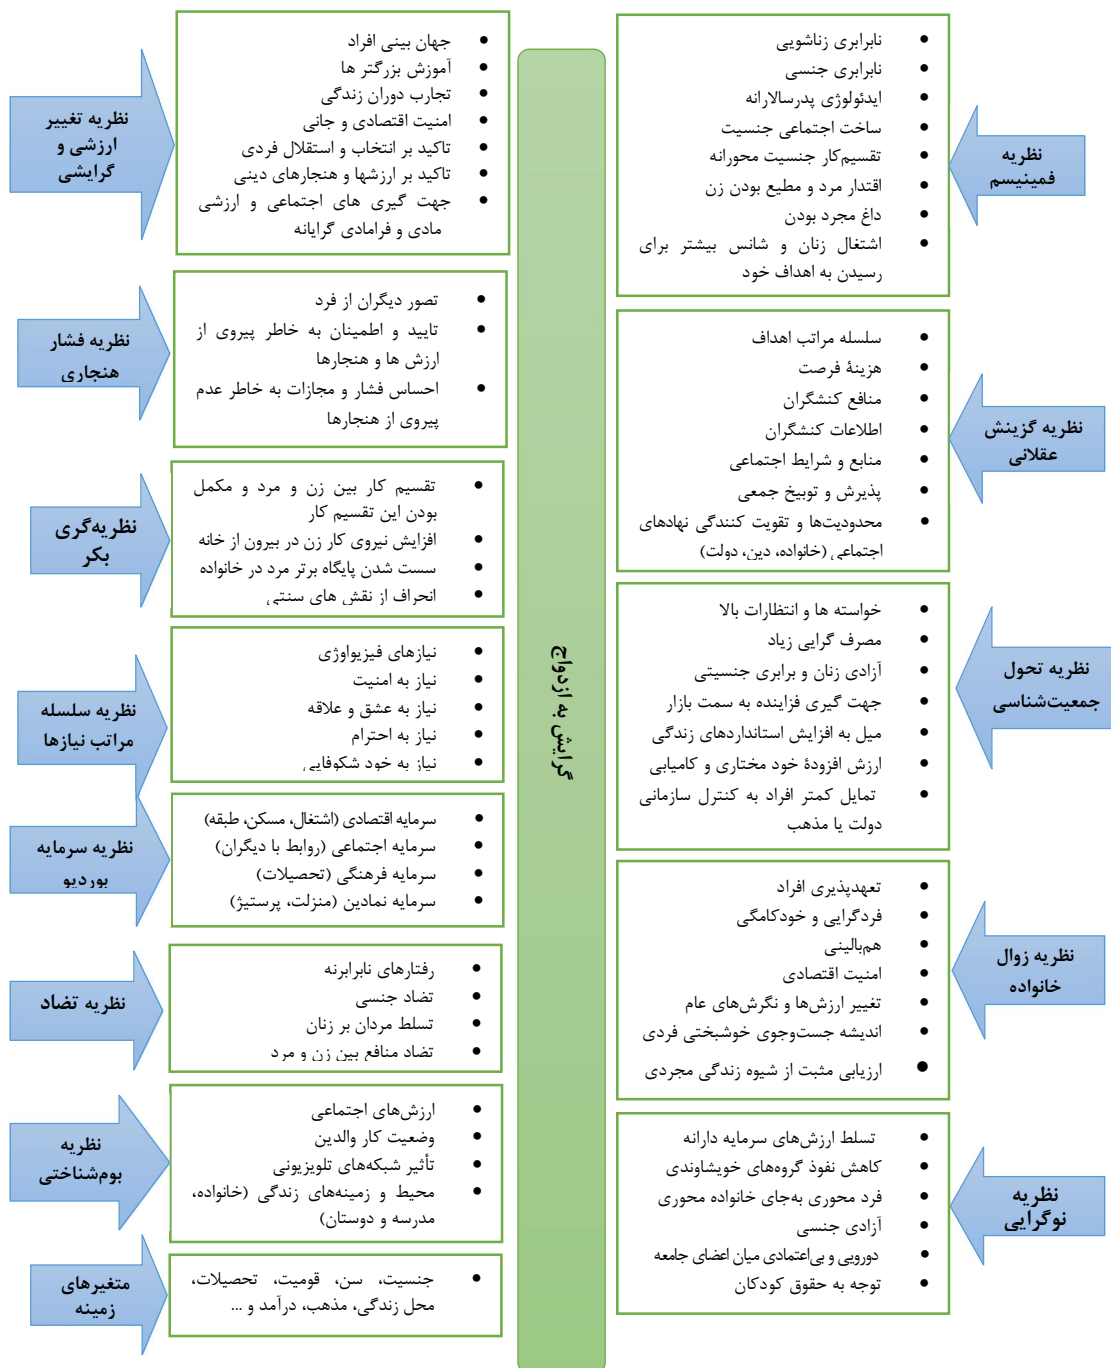 نظریه
فمینیسم
نابرابری زناشویی
نابرابری جنسی
ایدئولوژی پدرسالارانه
ساخت اجتماعی جنسیت
تقسیم‌کار جنسیت محورانه
اقتدار مرد و مطیع بودن زن
داغ مجرد بودن
اشتغال زنان و شانس بیشتر برای
رسیدن به اهداف خود
نظریه گزینش
عقلانی
سلسله مراتب اهداف
هزینهٔ فرصت
منافع کنشگران
اطلاعات کنشگران
منابع و شرایط اجتماعی
پذیرش و توبیخ جمعی
محدودیت‌ها و تقویت کنندگی نهادهای
اجتماعی (خانواده، دین، دولت)
نظریه تحول
جمعیت‌شناسی
خواسته ها و انتظارات بالا
مصرف گرایی زیاد
آزادی زنان و برابری جنسیتی
جهت گیری فزاینده به سمت بازار
میل به افزایش استانداردهای زندگی
ارزش افزودهٔ خود مختاری و کامیابی
تمایل کمتر افراد به کنترل سازمانی
دولت یا مذهب
نظریه زوال
خانواده
تعهدپذیری افراد
فردگرایی و خودکامگی
هم‌بالینی
امنیت اقتصادی
تغییر ارزش‌ها و نگرش‌های عام
اندیشه جست‌وجوی خوشبختی فردی
ارزیابی مثبت از شیوه زندگی مجردی
نظریه
نوگرایی
تسلط ارزش‌های سرمایه دارانه
کاهش نفوذ گروه‌های خویشاوندی
فرد محوری به‌جای خانواده محوری
آزادی جنسی
دورویی و بی‌اعتمادی میان اعضای جامعه
توجه به حقوق کودکان
گرایش به ازدواج
نظریه تغییر
ارزشی و
گرایشی
جهان بینی افراد
آموزش بزرگتر ها
تجارب دوران زندگی
امنیت اقتصادی و جانی
تاکید بر انتخاب و استقلال فردی
تاکید بر ارزشها و هنجارهای دینی
جهت گیری های اجتماعی و ارزشی
مادی و فرامادی گرایانه
نظریه فشار
هنجاری
تصور دیگران از فرد
تایید و اطمینان به خاطر پیروی از
ارزش ها و هنجارها
احساس فشار و مجازات به خاطر عدم
پیروی از هنجارها
نظریه‌گری
بکر
تقسیم کار بین زن و مرد و مکمل
بودن این تقسیم کار
افزایش نیروی کار زن در بیرون از خانه
سست شدن پایگاه برتر مرد در خانواده
انحراف از نقش های سنتی
نظریه سلسله
مراتب نیازها
نیازهای فیزیواوژی
نیاز به امنیت
نیاز به عشق و علاقه
نیاز به احترام
نیاز به خود شکوفایی
نظریه سرمایه
بوردیو
سرمایه اقتصادی (اشتغال، مسکن، طبقه)
سرمایه اجتماعی (روابط با دیگران)
سرمایه فرهنگی (تحصیلات)
سرمایه نمادین (منزلت، پرستیژ)
نظریه تضاد
رفتارهای نابرابرنه
تضاد جنسی
تسلط مردان بر زنان
تضاد منافع بین زن و مرد
نظریه
بوم‌شناختی
ارزش‌های اجتماعی
وضعیت کار والدین
تأثیر شبکه‌های تلویزیونی
محیط و زمینه‌های زندگی (خانواده،
مدرسه و دوستان)
متغیرهای
زمینه
جنسیت، سن، قومیت، تحصیلات،
محل زندگی، مذهب، درآمد و ...